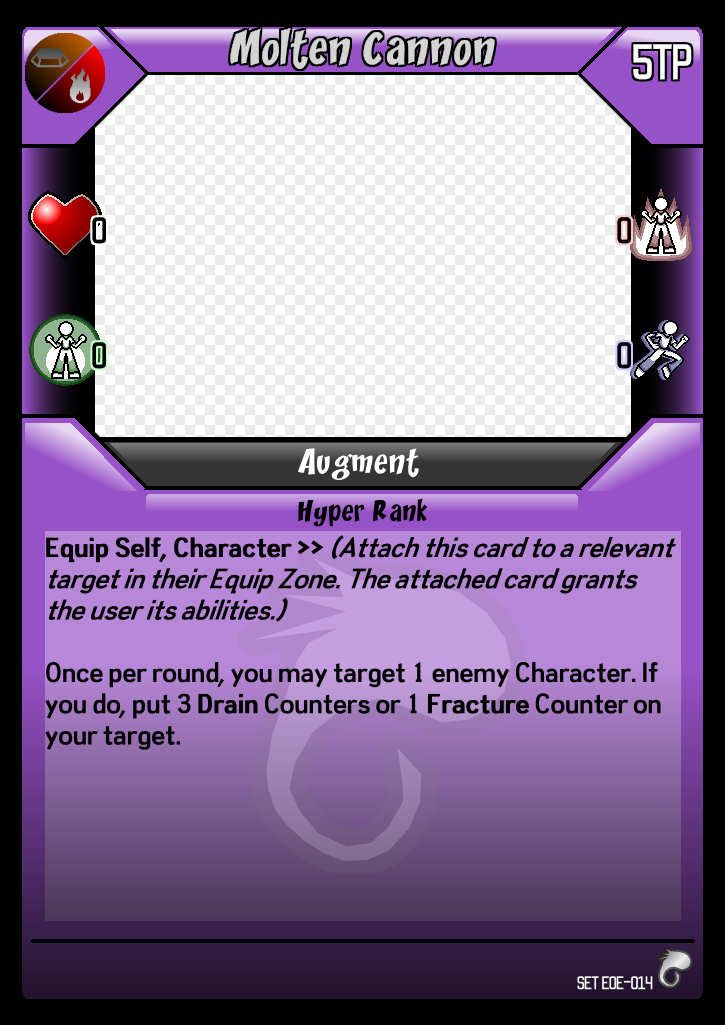 Molten Cannon
5TP
0
0
0
0
Augment
Hyper Rank
Equip Self, Character >> (Attach this card to a relevant
target in their Equip Zone. The attached card grants
the user its abilities.)
Once per round, you may target 1 enemy Character. If
you do, put 3 Drain Counters or 1 Fracture Counter on
your target.
SET EOE-014